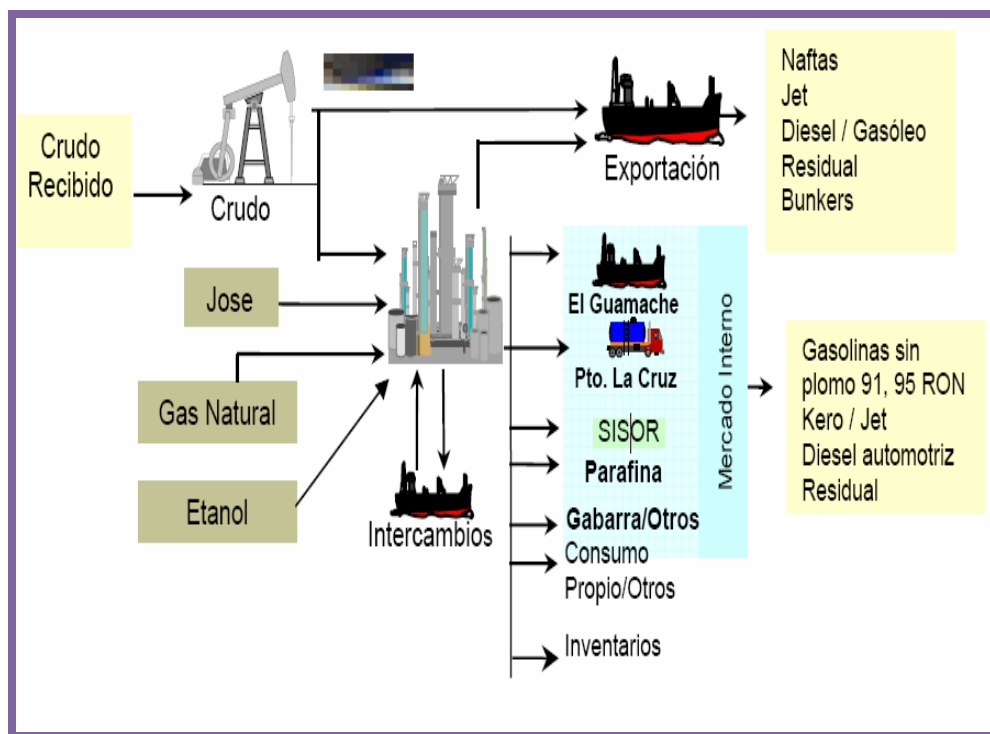 Crudo
Recibido
Crudo
Jose
Gas Natural
Etanol
Intercambios
Exportación
Naftas
Jet
Diesel / Gasóleo
Residual
Bunkers
El Guamache
Pto. La Cruz
SISOR
Parafina
Gabarra/Otros
Consumo
Propio/Otros
Inventarios
Mercado Interno
Gasolinas sin
plomo 91, 95 RON
Kero / Jet
Diesel automotriz
Residual